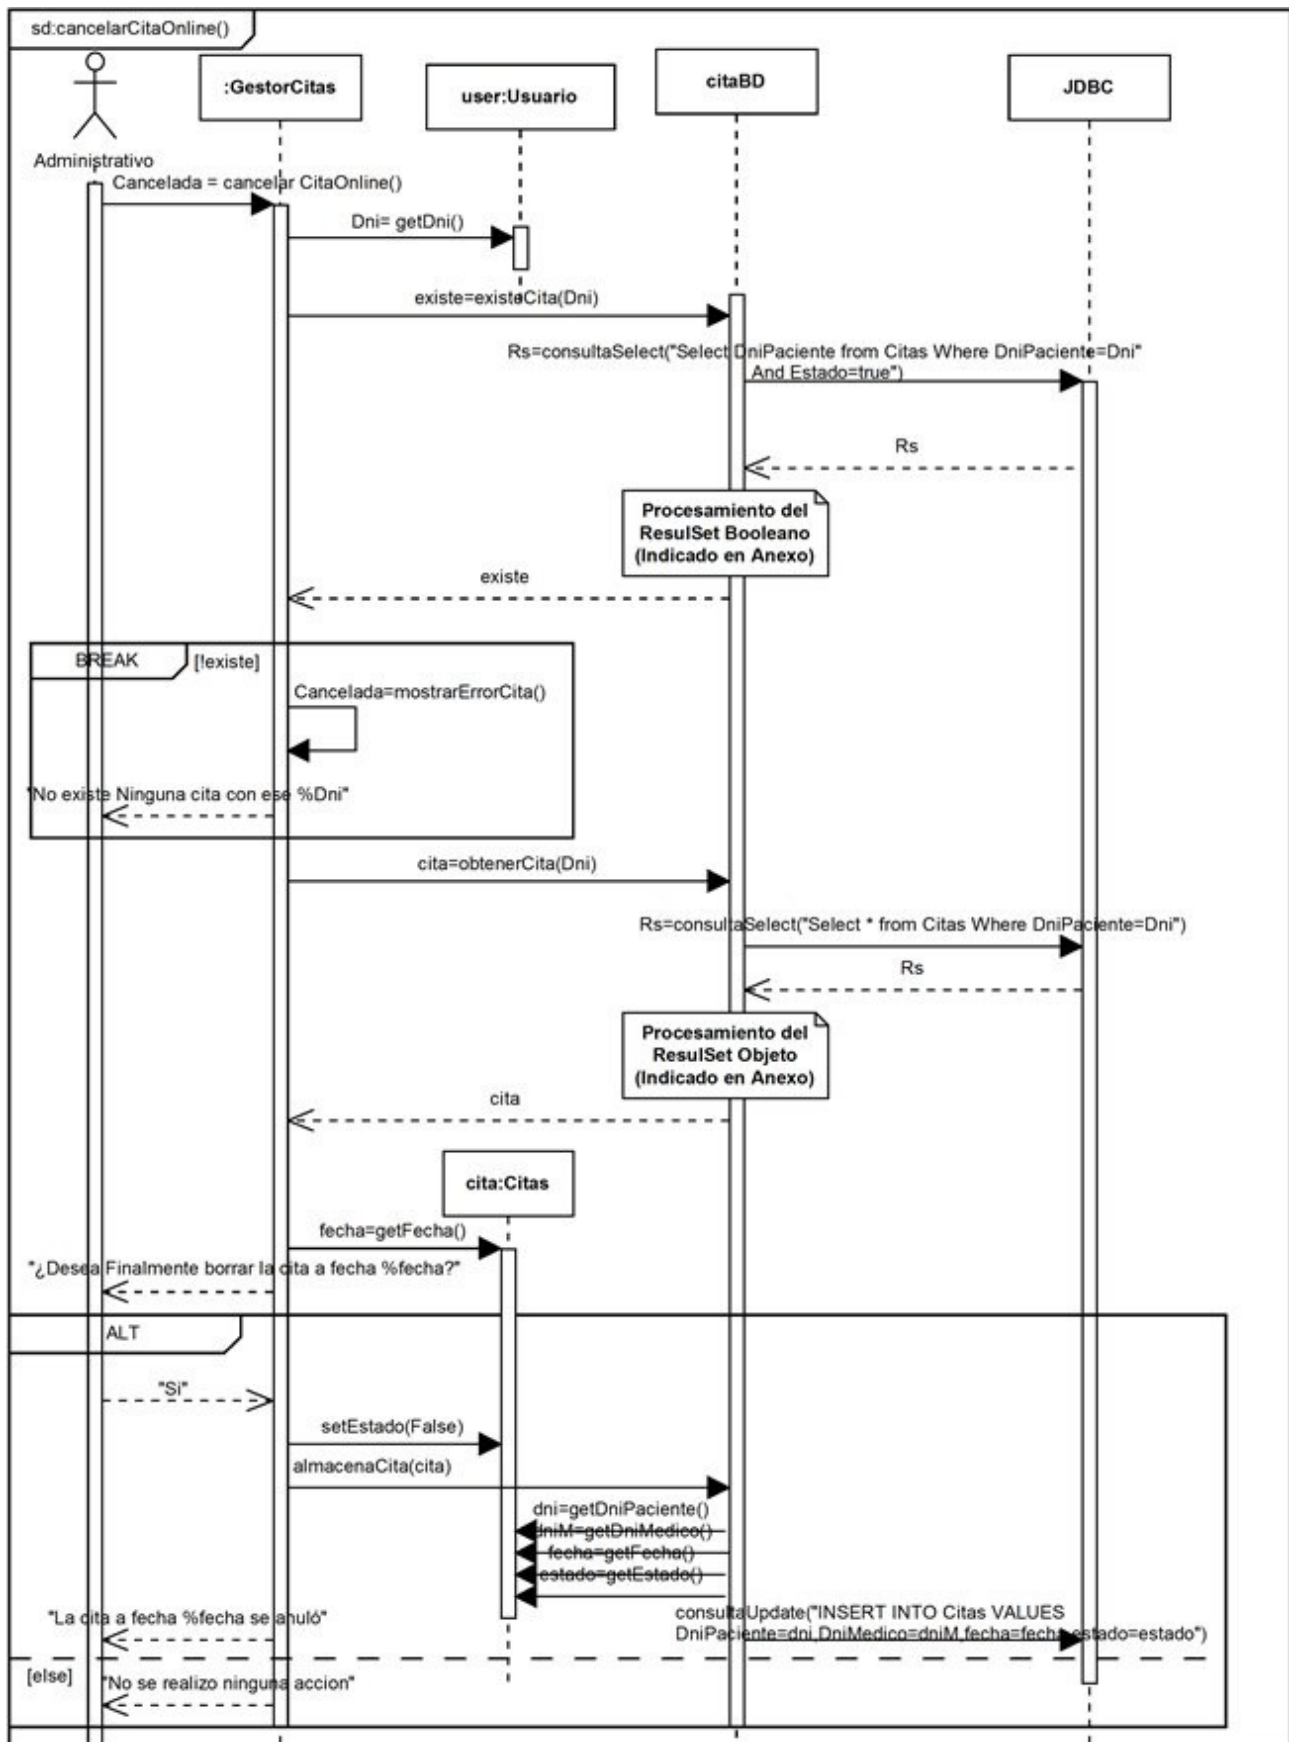 sd:cancelarCitaOnline()
:GestorCitas
user:Usuario
citaBD
JDBC
Administrativo
Cancelada = cancelar CitaOnline()
Dni= getDni()
existe=existeCita(Dni)
Rs=consultaSelect("Select DniPaciente from Citas Where DniPaciente=Dni"
And Estado=true")
Rs
Procesamiento del
ResulSet Booleano
(Indicado en Anexo)
existe
BREAK
[!existe]
Cancelada=mostrarErrorCita()
"No existe Ninguna cita con ese %Dni"
cita=obtenerCita(Dni)
Rs=consultaSelect("Select * from Citas Where DniPaciente=Dni")
Rs
Procesamiento del
ResulSet Objeto
(Indicado en Anexo)
cita
cita:Citas
fecha=getFecha()
"¿Desea Finalmente borrar la cita a fecha %fecha?"
ALT
"Si"
setEstado(False)
almacenaCita(cita)
dni=getDniPaciente()
dniM=getDniMedico()
fecha=getFecha()
estado=getEstado()
"La cita a fecha %fecha se anuló"
consultaUpdate("INSERT INTO Citas VALUES
DniPaciente=dni,DniMedico=dniM,fecha=fecha,estado=estado")
[else]
"No se realizo ninguna accion"